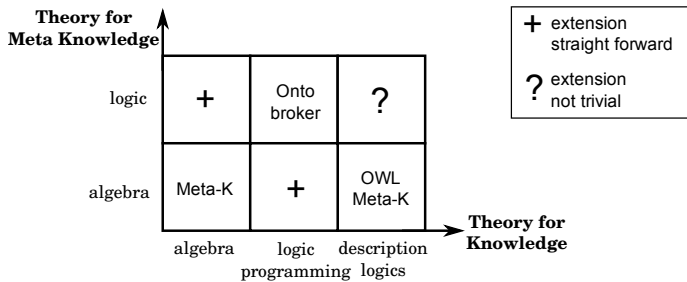 Theory for
Meta Knowledge
+ extension
straight forward
? extension
not trivial
logic
+
Onto
broker
?
algebra
Meta-K
+
OWL
Meta-K
Theory for
Knowledge
algebra
logic
programming
description
logics